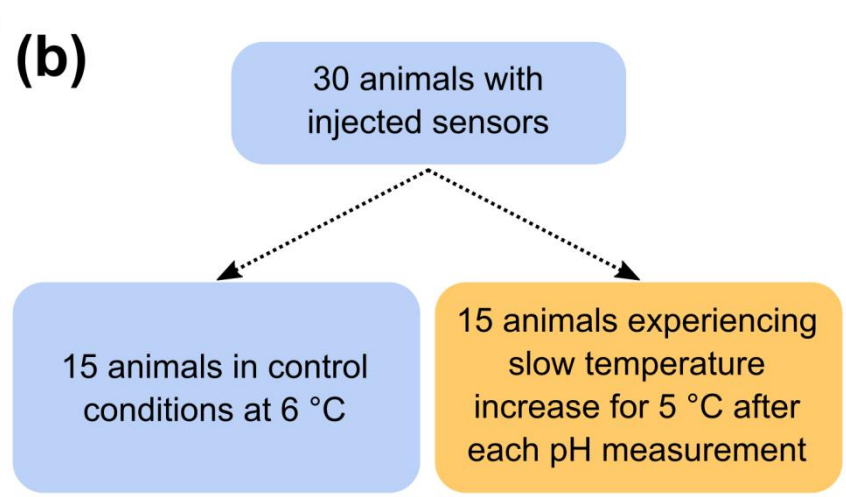 (b)
30 animals with
injected sensors
15 animals in control
conditions at 6 °C
15 animals experiencing
slow temperature
increase for 5 °C after
each pH measurement